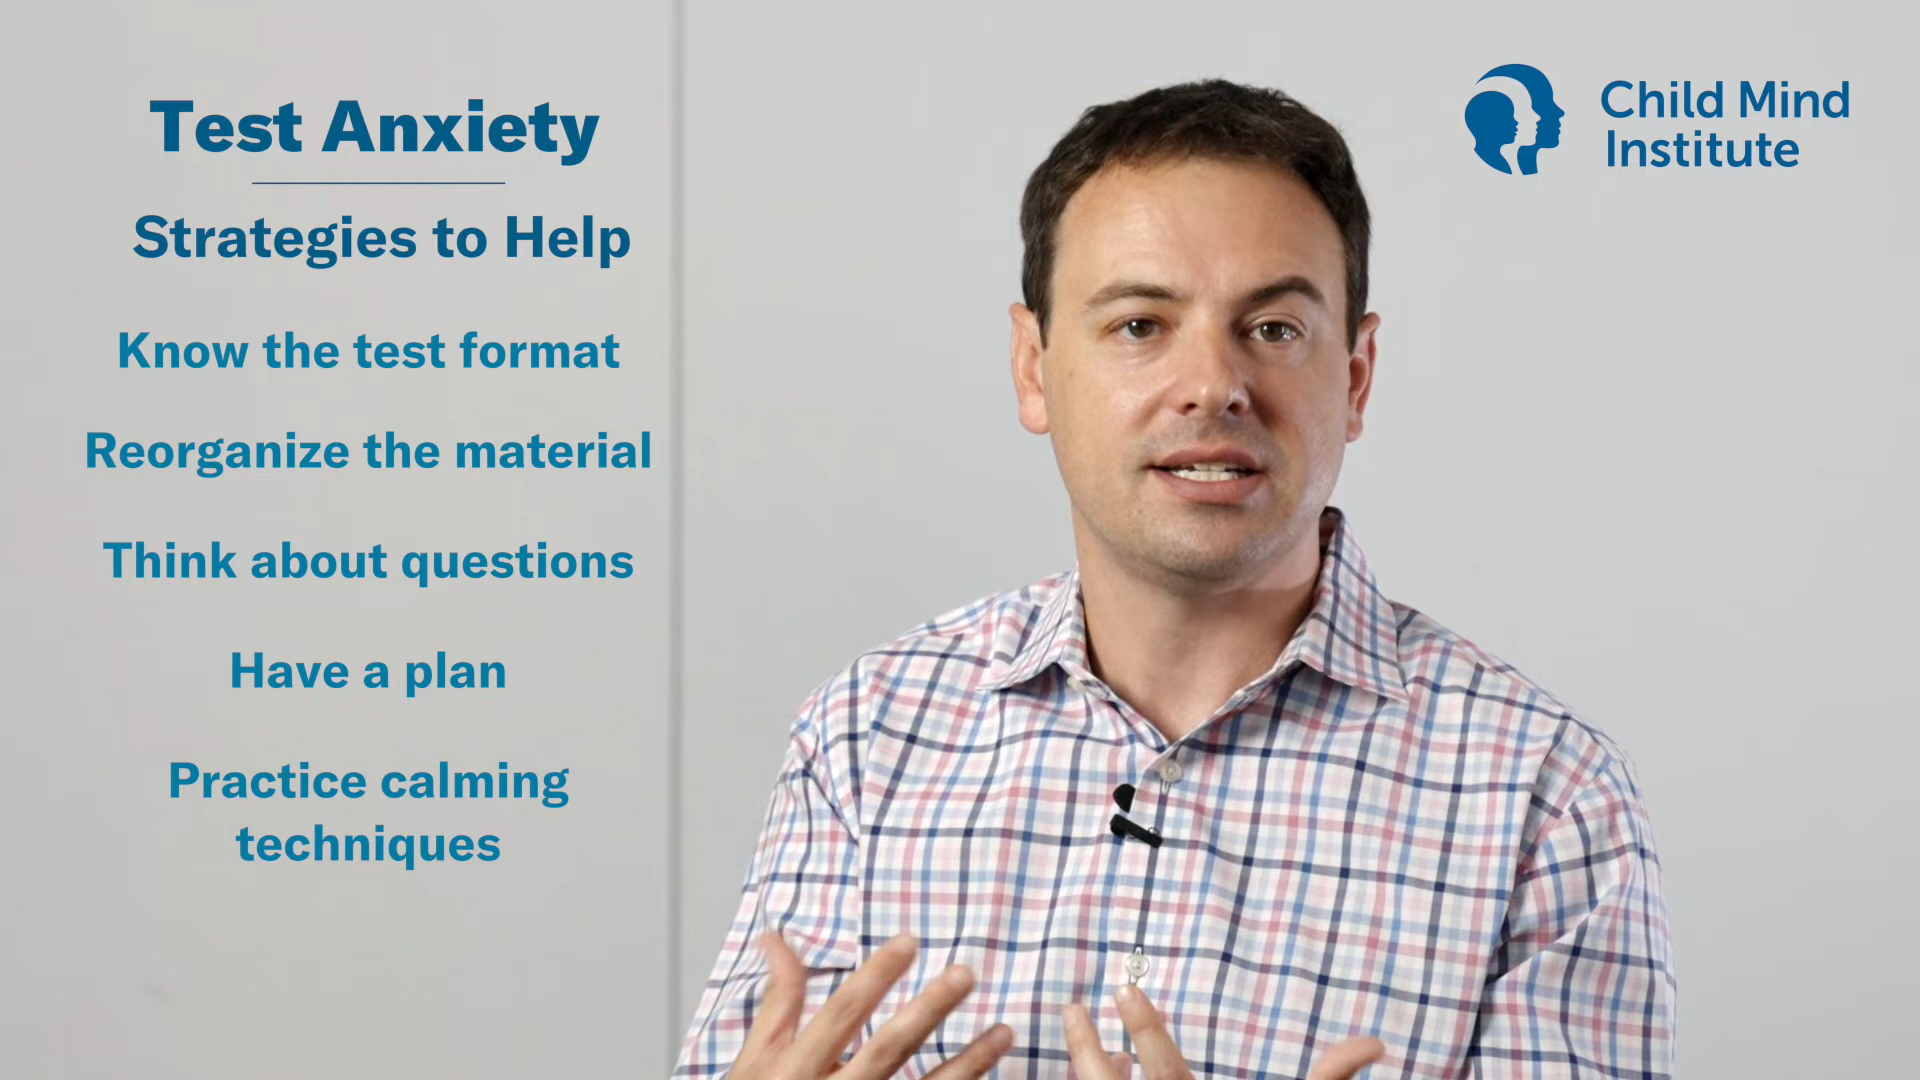 Test Anxiety
Strategies to Help
Know the test format
Reorganize the material
Think about questions
Have a plan
Practice calming
techniques
Child Mind
Institute